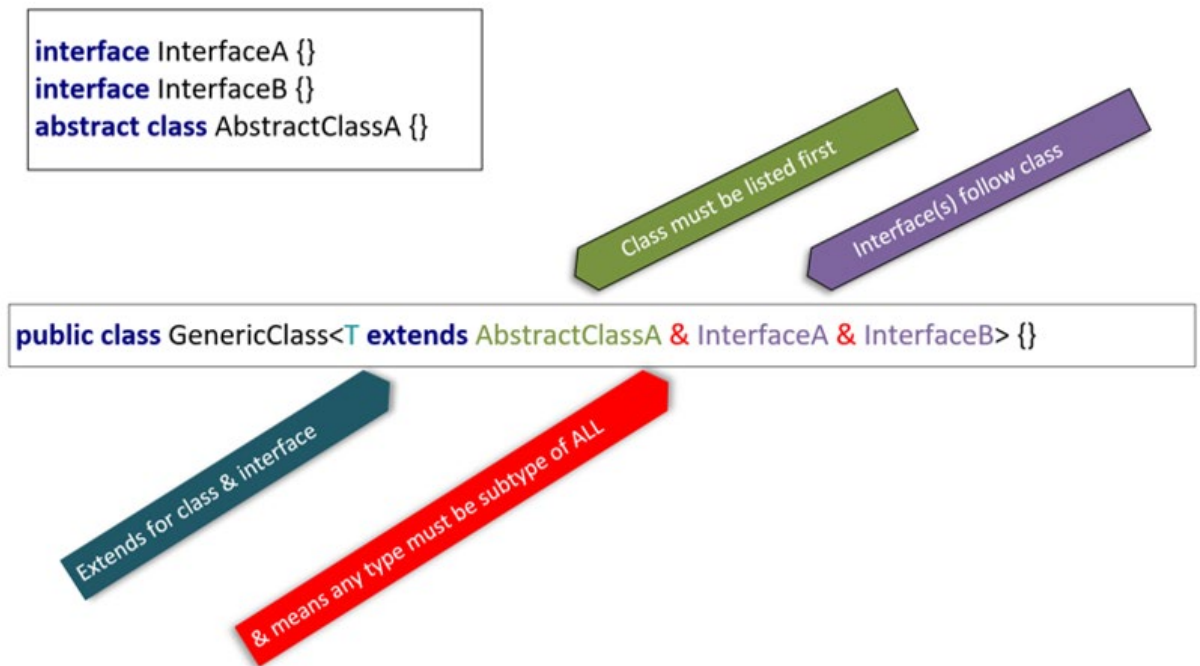 interface InterfaceA {}
interface InterfaceB {}
abstract class AbstractClassA {}
Class must be listed first
Interface(s) follow class
public class GenericClass<T extends AbstractClassA & InterfaceA & InterfaceB> {}
Extends for class & interface
& means any type must be subtype of ALL